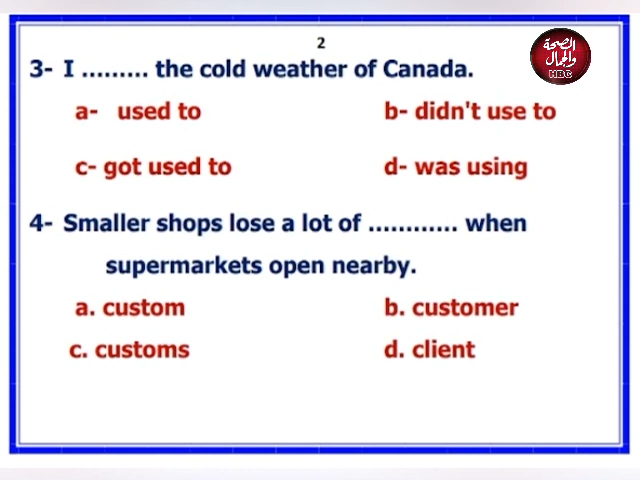 2
الصحة
والجمال
HBG
3- I ......... the cold weather of Canada.
a- used to b- didn't use to
c- got used to d- was using
4- Smaller shops lose a lot of ............ when
supermarkets open nearby.
a. custom b. customer
c. customs d. client